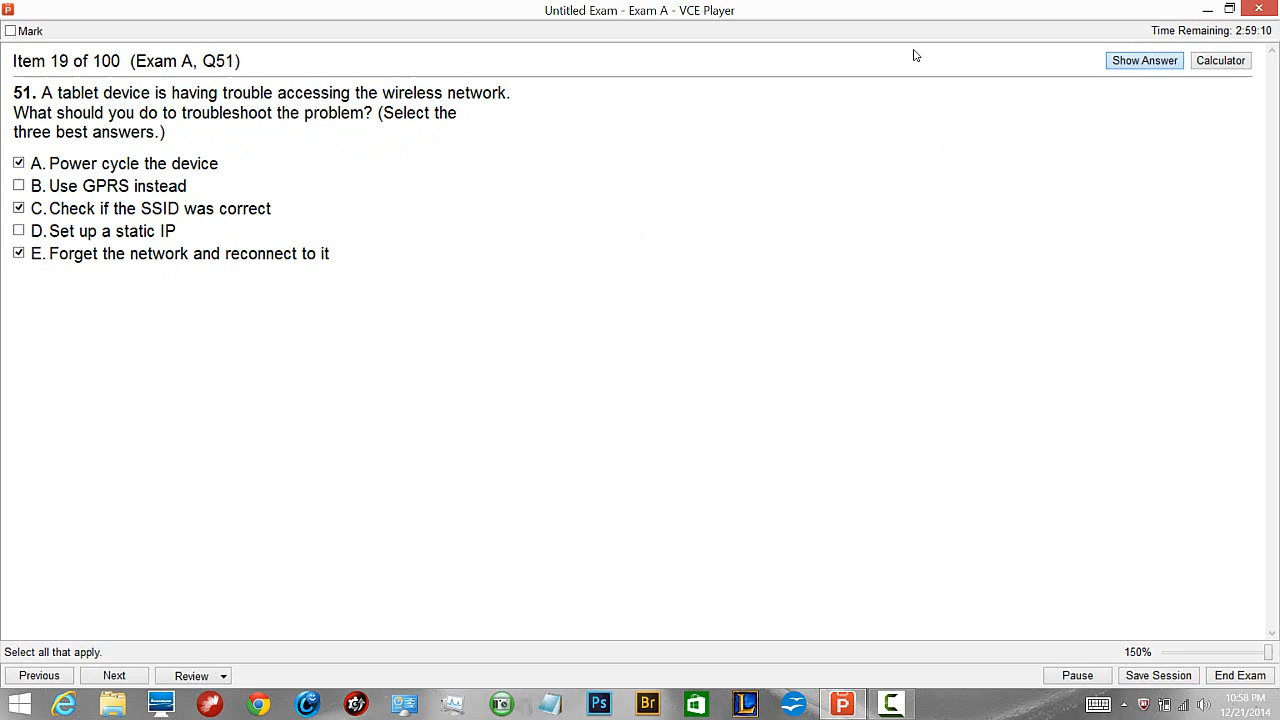 Untitled Exam - Exam A - VCE Player
Mark
Time Remaining: 2:59:10
Item 19 of 100 (Exam A, Q51)
Show Answer
Calculator
51. A tablet device is having trouble accessing the wireless network.
What should you do to troubleshoot the problem? (Select the
three best answers.)
A. Power cycle the device
B. Use GPRS instead
C. Check if the SSID was correct
D. Set up a static IP
E. Forget the network and reconnect to it
Select all that apply.
150%
Previous
Next
Review
Pause
Save Session
End Exam
Ps
Br
10:58 PM
12/21/2014